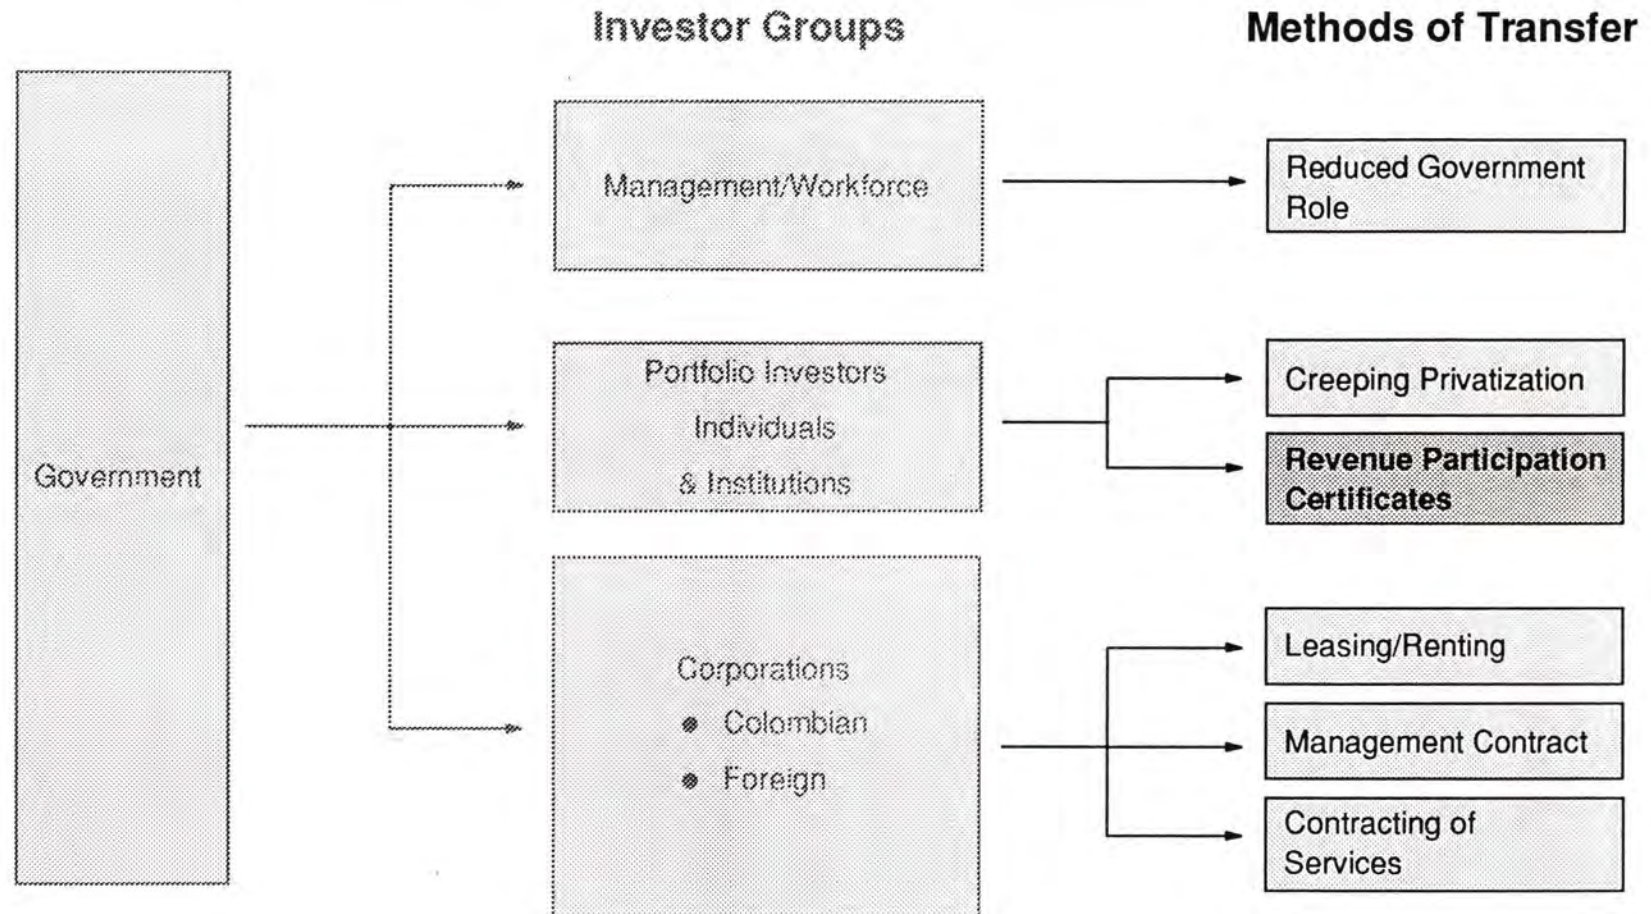 Investor Groups
Methods of Transfer
Government
Management/Workforce
Reduced Government
Role
Portfolio Investors
Individuals
& Institutions
Creeping Privatization
Revenue Participation
Certificates
Corporations
● Colombian
● Foreign
Leasing/Renting
Management Contract
Contracting of
Services